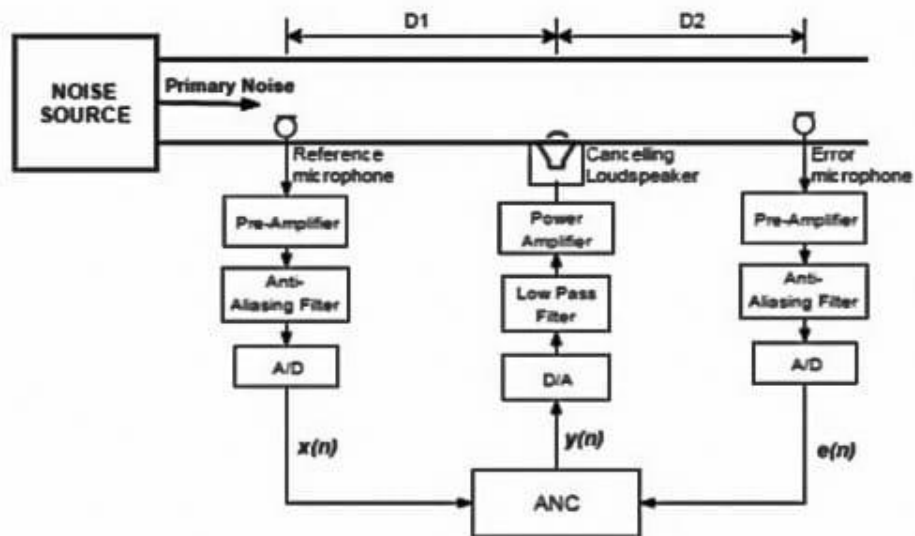 D1
D2
NOISE
SOURCE
Primary Noise
Reference
microphone
Cancelling
Loudspeaker
Error
microphone
Pre-Amplifier
Power
Amplifier
Pre-Amplifier
Anti-
Aliasing Filter
Low Pass
Filter
Anti-
Aliasing Filter
A/D
D/A
A/D
x(n)
y(n)
e(n)
ANC